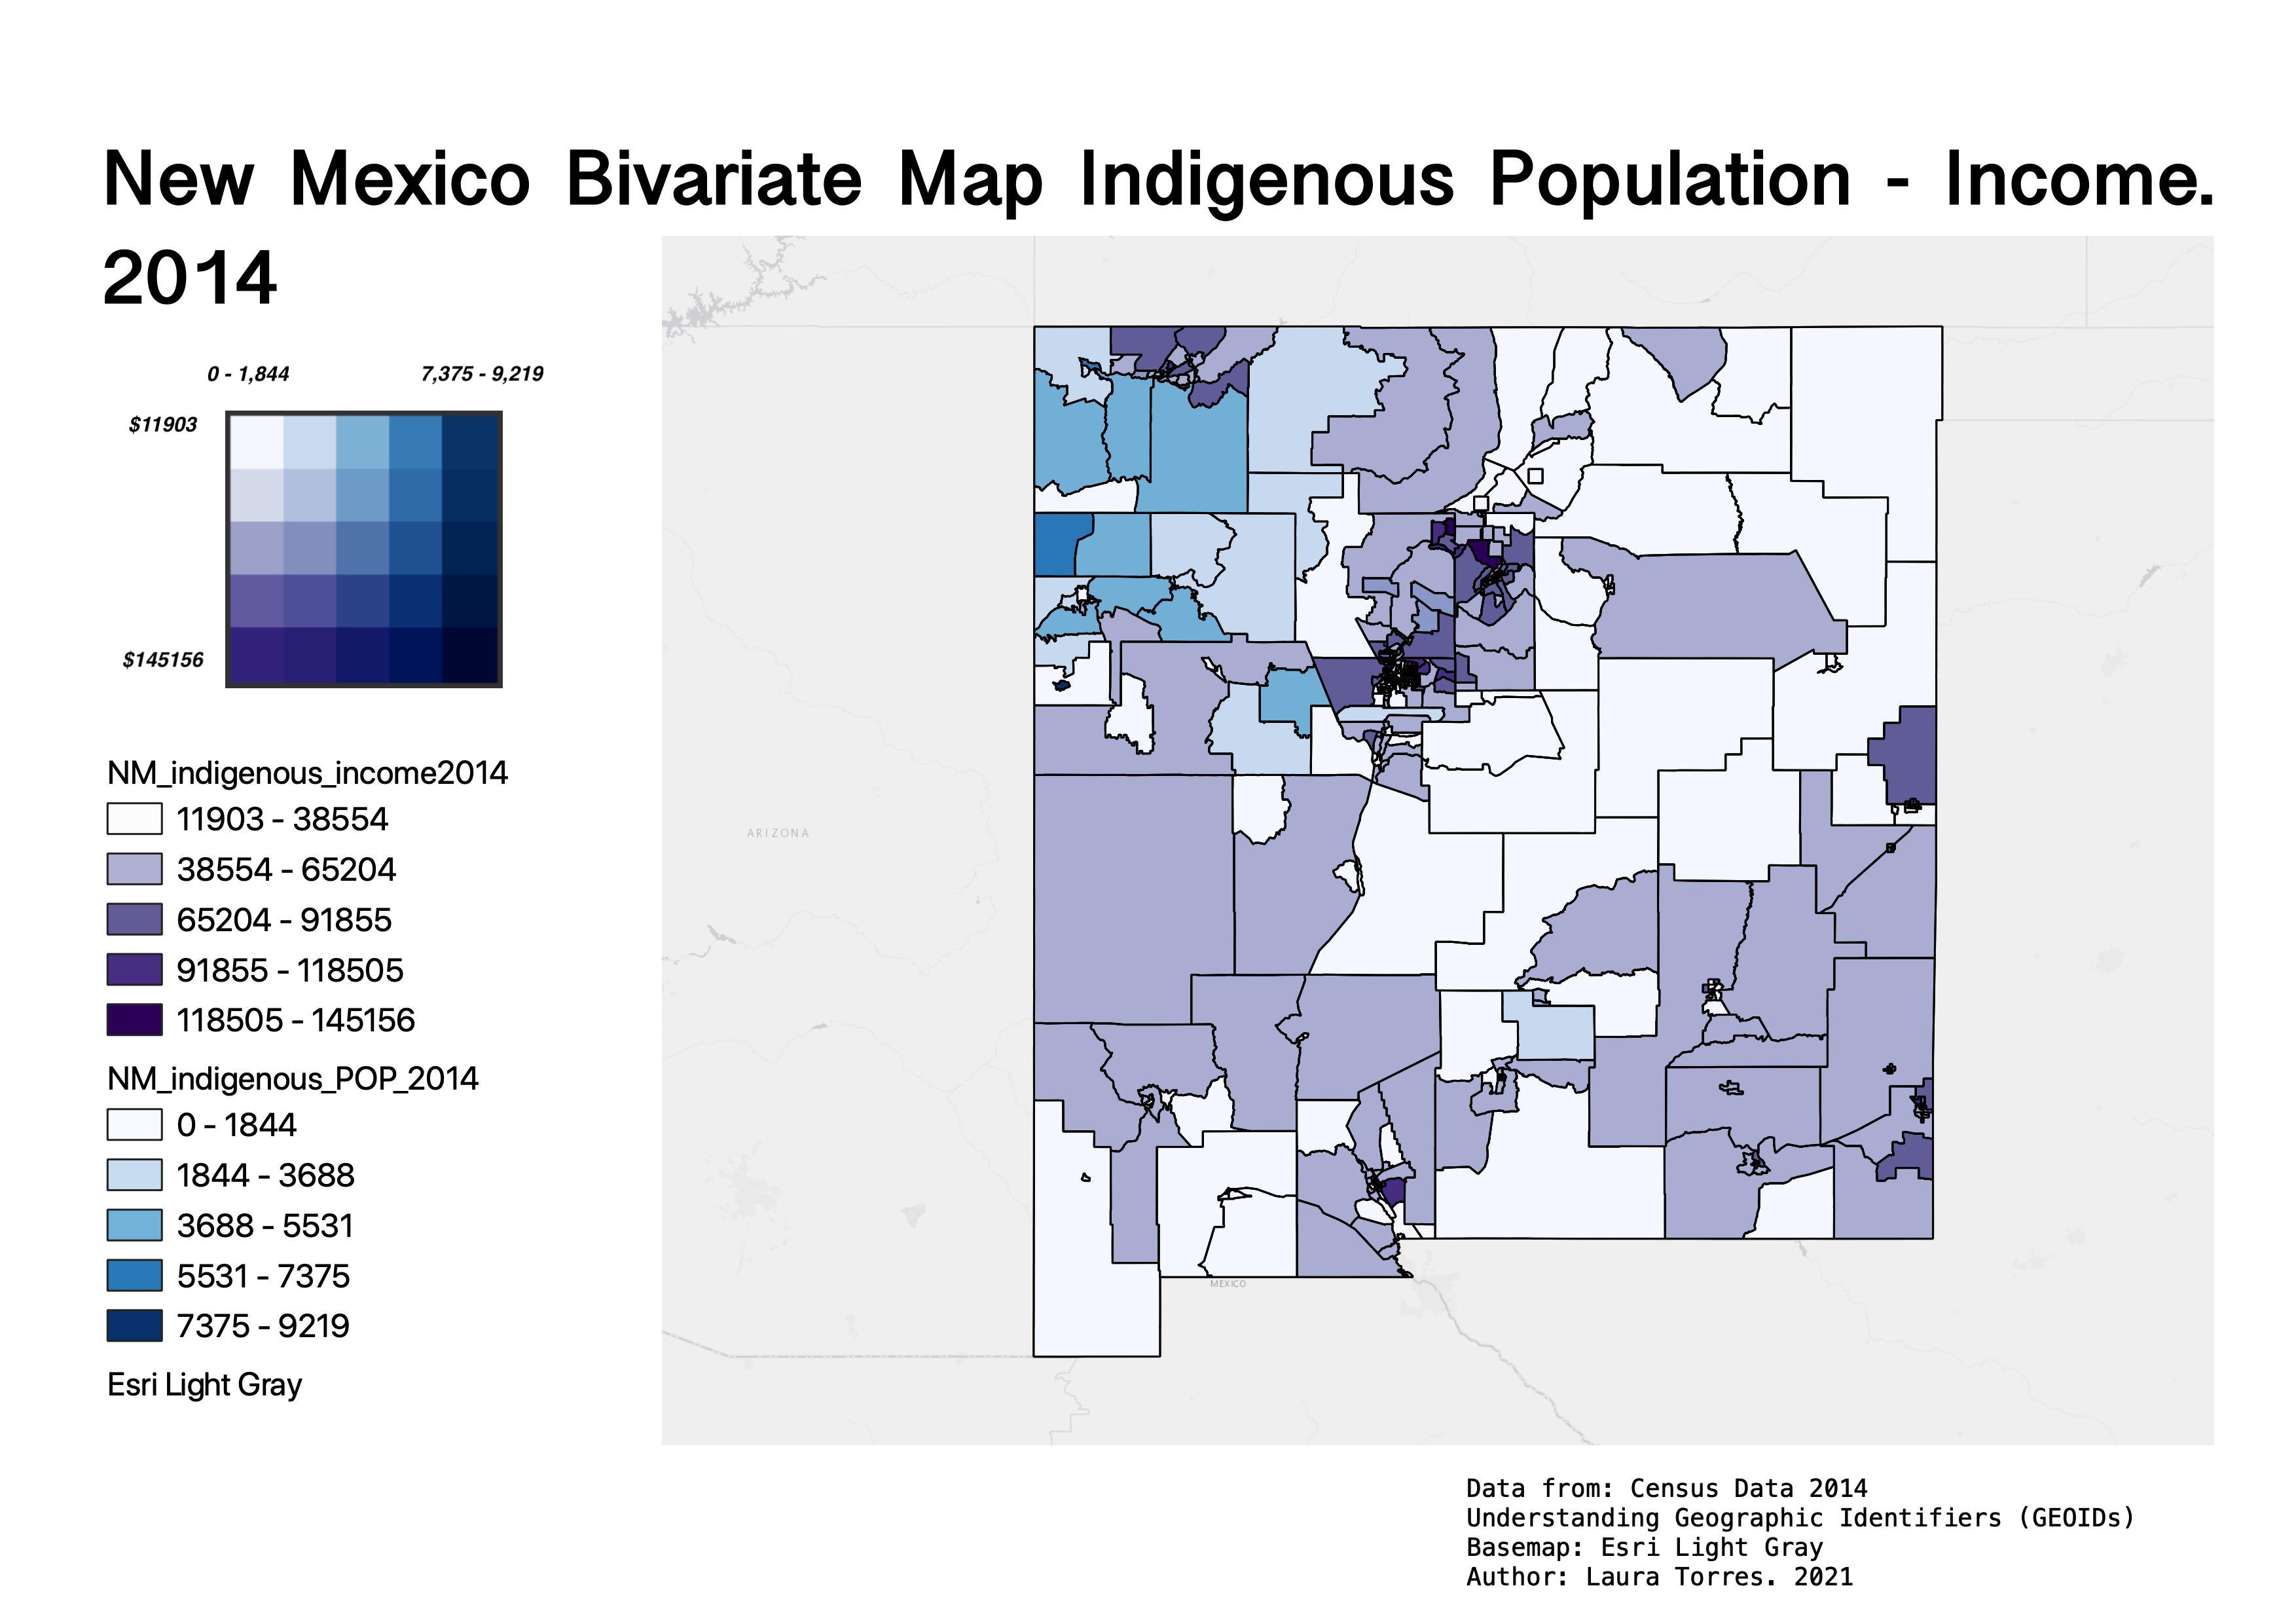 New Mexico Bivariate Map Indigenous Population - Income.
2014
0 - 1,844
7,375 - 9,219
$11903
$145156
NM_indigenous_income2014
11903 - 38554
38554 - 65204
65204 - 91855
91855 - 118505
118505 - 145156
NM_indigenous_POP_2014
0 - 1844
1844 - 3688
3688 - 5531
5531 - 7375
7375 - 9219
Esri Light Gray
ARIZONA
MEXICO
Data from: Census Data 2014
Understanding Geographic Identifiers (GEOIDs)
Basemap: Esri Light Gray
Author: Laura Torres. 2021